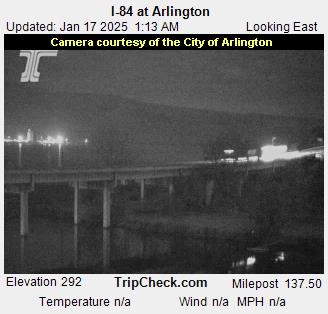 I-84 at Arlington
Updated: Jan 17 2025 1:13 AM Looking East
Camera courtesy of the City of Arlington
Elevation 292 TripCheck.com Milepost 137.50
Temperature n/a Wind n/a MPH n/a